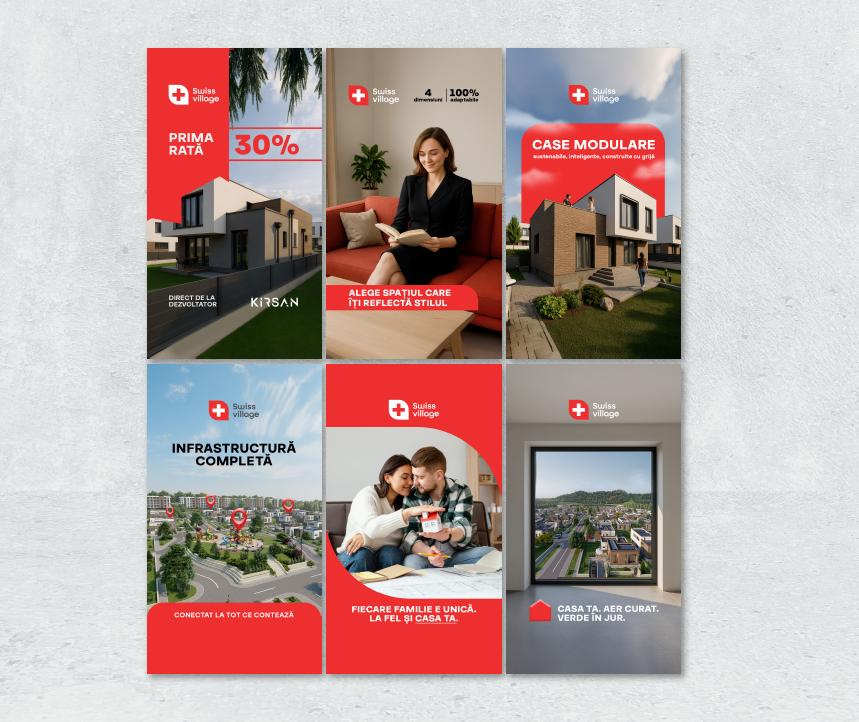 Swiss
village
PRIMA
RATĂ
30%
DIRECT DE LA
DEZVOLTATOR
KIRSAN
Swiss
village
4
dimensiuni
100%
adaptabile
ALEGE SPAȚIUL CARE
ÎȚI REFLECTĂ STILUL
Swiss
village
CASE MODULARE
sustenabile, inteligente, construite cu grijă
Swiss
village
INFRASTRUCTURĂ
COMPLETĂ
CONECTAT LA TOT CE CONTEAZĂ
Swiss
village
FIECARE FAMILIE E UNICĂ.
LA FEL ȘI CASA TA.
Swiss
village
CASA TA. AER CURAT.
VERDE ÎN JUR.